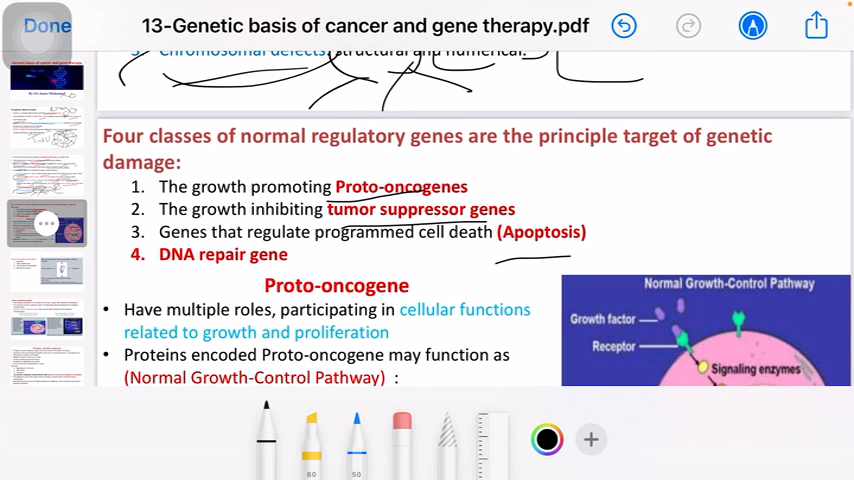 Done
13-Genetic basis of cancer and gene therapy.pdf
Chromosomal defects: structural and numerical.
Four classes of normal regulatory genes are the principle target of genetic
damage:
1. The growth promoting Proto-oncogenes
2. The growth inhibiting tumor suppressor genes
3. Genes that regulate programmed cell death (Apoptosis)
4. DNA repair gene
Proto-oncogene
• Have multiple roles, participating in cellular functions
related to growth and proliferation
• Proteins encoded Proto-oncogene may function as
(Normal Growth-Control Pathway) :
Normal Growth-Control Pathway
Growth factor
Receptor
Signaling enzymes
80
50